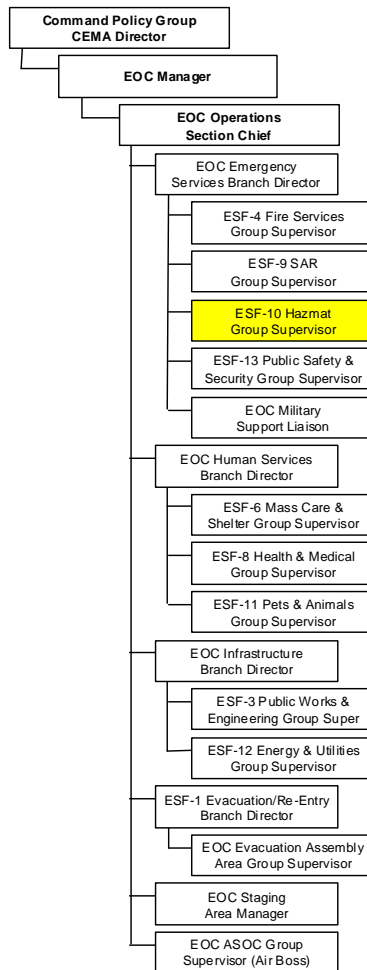 Command Policy Group
CEMA Director
EOC Manager
EOC Operations
Section Chief
EOC Emergency
Services Branch Director
ESF-4 Fire Services
Group Supervisor
ESF-9 SAR
Group Supervisor
ESF-10 Hazmat
Group Supervisor
ESF-13 Public Safety &
Security Group Supervisor
EOC Military
Support Liaison
EOC Human Services
Branch Director
ESF-6 Mass Care &
Shelter Group Supervisor
ESF-8 Health & Medical
Group Supervisor
ESF-11 Pets & Animals
Group Supervisor
EOC Infrastructure
Branch Director
ESF-3 Public Works &
Engineering Group Super
ESF-12 Energy & Utilities
Group Supervisor
ESF-1 Evacuation/Re-Entry
Branch Director
EOC Evacuation Assembly
Area Group Supervisor
EOC Staging
Area Manager
EOC ASOC Group
Supervisor (Air Boss)